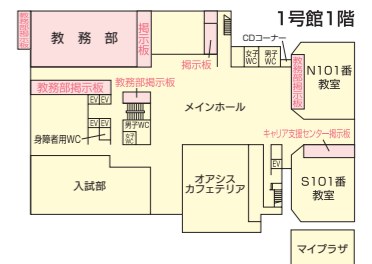 1号館1階
教務部掲示板
教務部
掲示板
掲示板
CDコーナー
女子WC
男子WC
教務部掲示板
N101番
教室
教務部掲示板
教務部掲示板
メインホール
EV
EV
EV
EV
男子WC
女子WC
身障者用WC
キャリア支援センター掲示板
EV
入試部
オアシス
カフェテリア
S101番
教室
マイプラザ